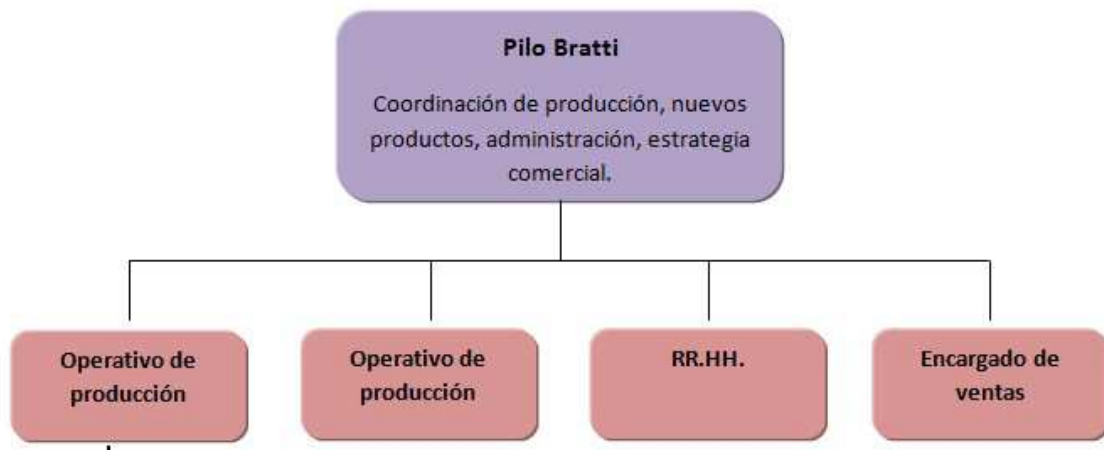 Pilo Bratti
Coordinación de producción, nuevos
productos, administración, estrategia
comercial.
Operativo de
producción
Operativo de
producción
RR.HH.
Encargado de
ventas